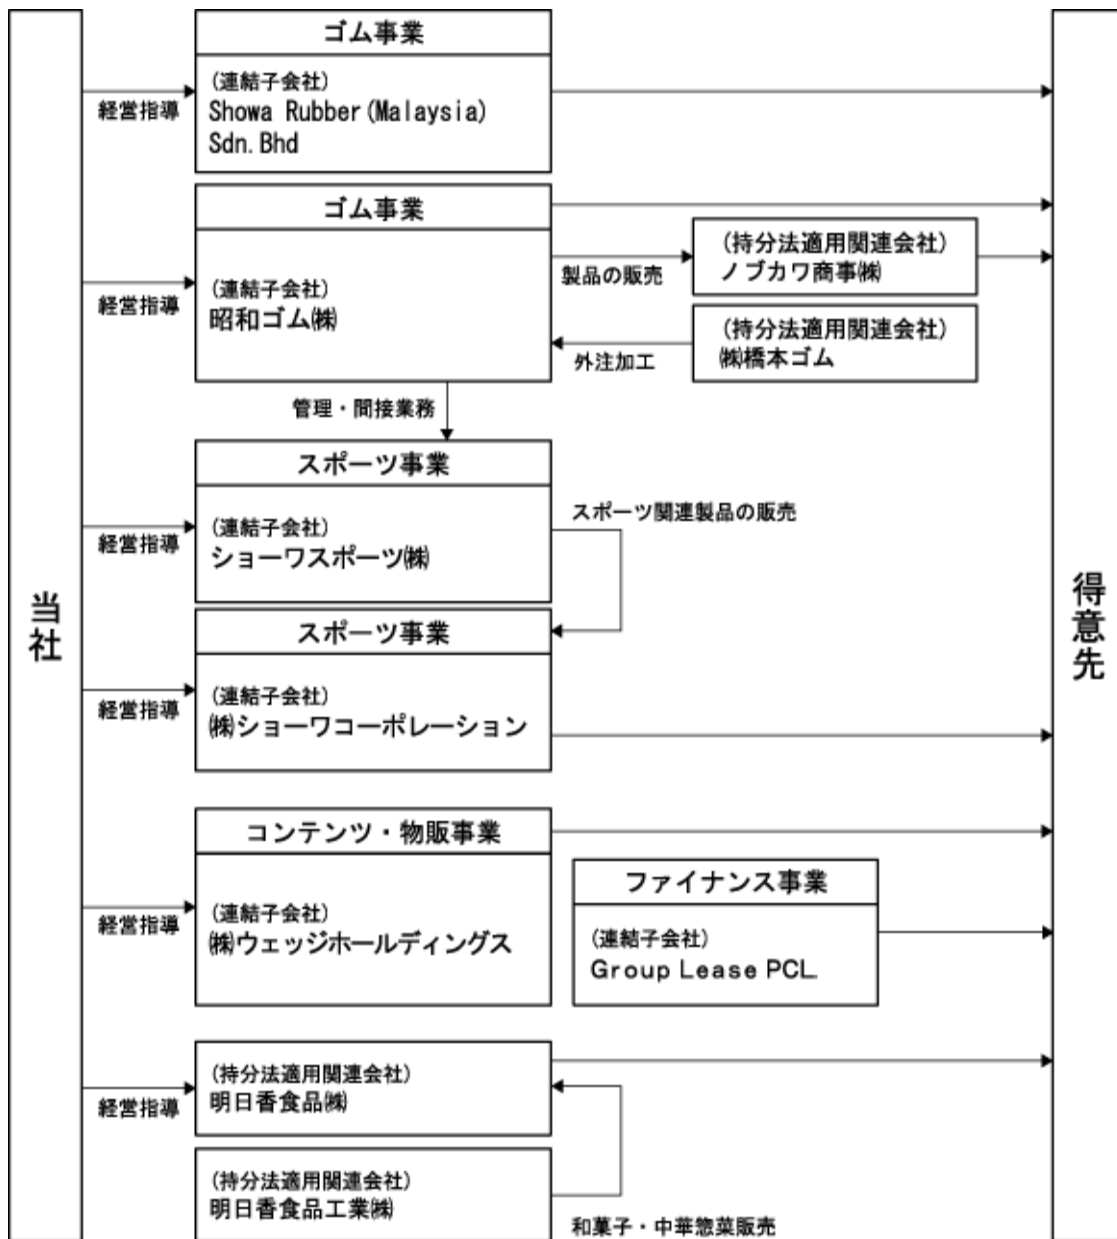 当社
ゴム事業
(連結子会社)
Showa Rubber(Malaysia)
Sdn.Bhd
経営指導
ゴム事業
(連結子会社)
昭和ゴム㈱
経営指導
製品の販売
(持分法適用関連会社)
ノブカワ商事㈱
外注加工
(持分法適用関連会社)
㈱橋本ゴム
管理・間接業務
スポーツ事業
(連結子会社)
ショーワスポーツ㈱
経営指導
スポーツ関連製品の販売
スポーツ事業
(連結子会社)
㈱ショーワコーポレーション
経営指導
コンテンツ・物販事業
(連結子会社)
㈱ウェッジホールディングス
経営指導
ファイナンス事業
(連結子会社)
Group Lease PCL.
(持分法適用関連会社)
明日香食品㈱
経営指導
(持分法適用関連会社)
明日香食品工業㈱
和菓子・中華惣菜販売
得意先